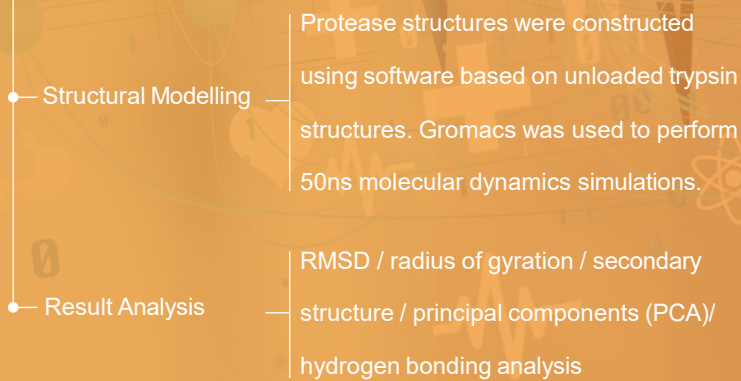 Structural Modelling
Protease structures were constructed
using software based on unloaded trypsin
structures. Gromacs was used to perform
50ns molecular dynamics simulations.
Result Analysis
RMSD / radius of gyration / secondary
structure / principal components (PCA)/
hydrogen bonding analysis